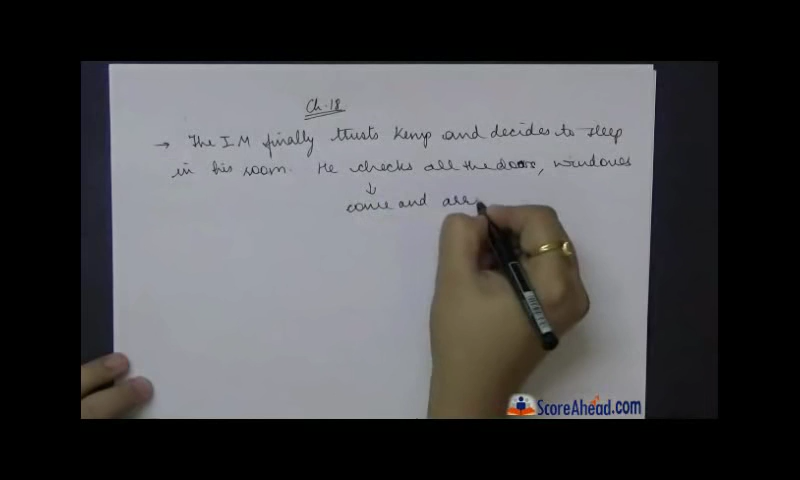 Ch-18
→ The I.M finally trusts Kemp and decides to sleep
in his room. He checks all the doors, windows
↓
come and arr
ScoreAhead.com